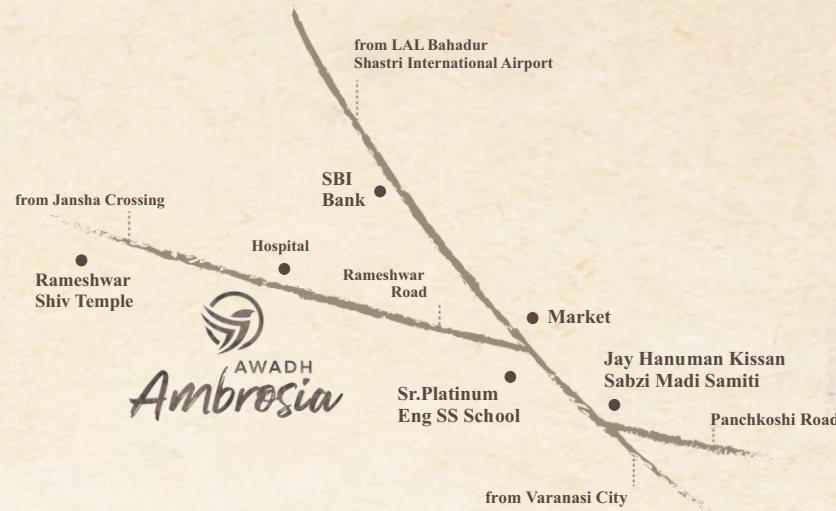 from LAL Bahadur
Shastri International Airport
SBI
Bank
from Jansha Crossing
Hospital
Rameshwar
Shiv Temple
Rameshwar
Road
Market
AWADH
Ambrosia
Jay Hanuman Kissan
Sabzi Madi Samiti
Sr.Platinum
Eng SS School
Panchkoshi Road
from Varanasi City